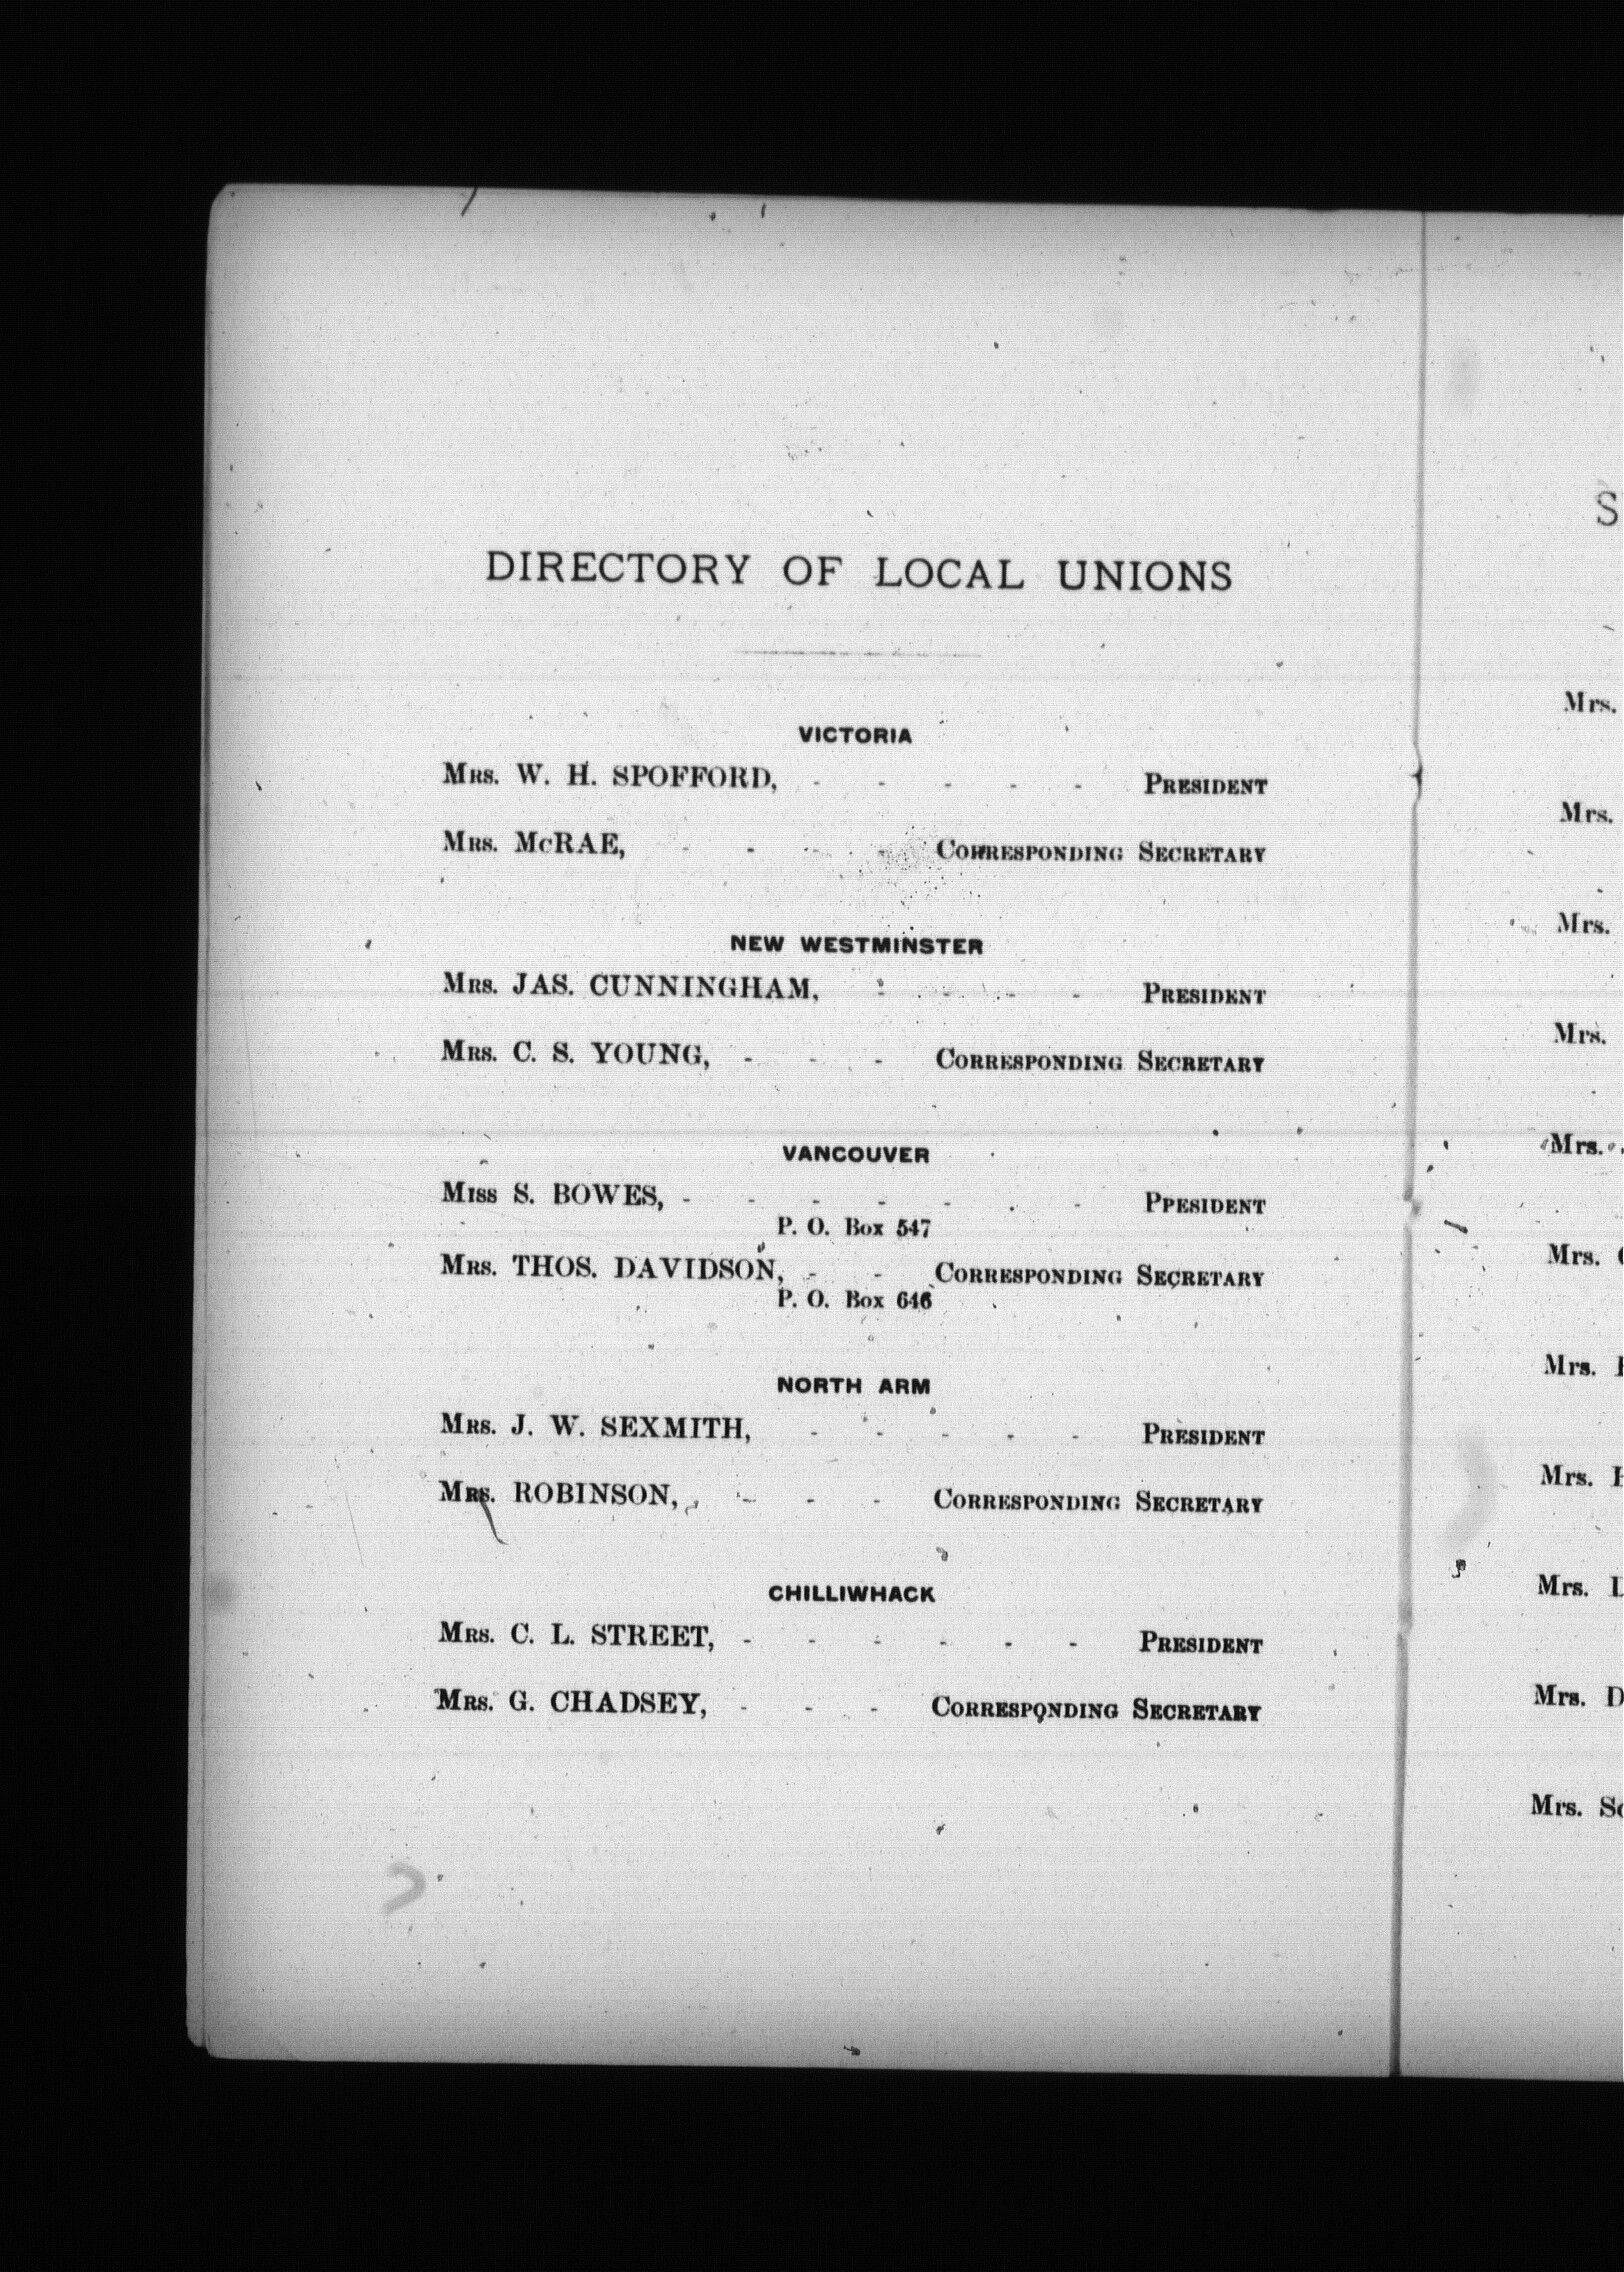 DIRECTORY OF LOCAL UNIONS
VICTORIA
MRS. W. H. SPOFFORD, - - - - - PRESIDENT
MRS. McRAE, - - - - CORRESPONDING SECRETARY
NEW WESTMINSTER
MRS. JAS. CUNNINGHAM, - - - - PRESIDENT
MRS. C. S. YOUNG, - - - CORRESPONDING SECRETARY
VANCOUVER
MISS S. BOWES, - - - - - - - PPESIDENT
P. O. Box 547
MRS. THOS. DAVIDSON, - - CORRESPONDING SECRETARY
P. O. Box 646
NORTH ARM
MRS. J. W. SEXMITH, - - - - - PRESIDENT
MRS. ROBINSON, - - - CORRESPONDING SECRETARY
CHILLIWHACK
MRS. C. L. STREET, - - - - - - PRESIDENT
MRS. G. CHADSEY, - - - CORRESPONDING SECRETARY
S
Mrs.
Mrs.
Mrs.
Mrs.
Mrs.
Mrs.
Mrs.
Mrs.
Mrs. L
Mrs. D
Mrs. Sc